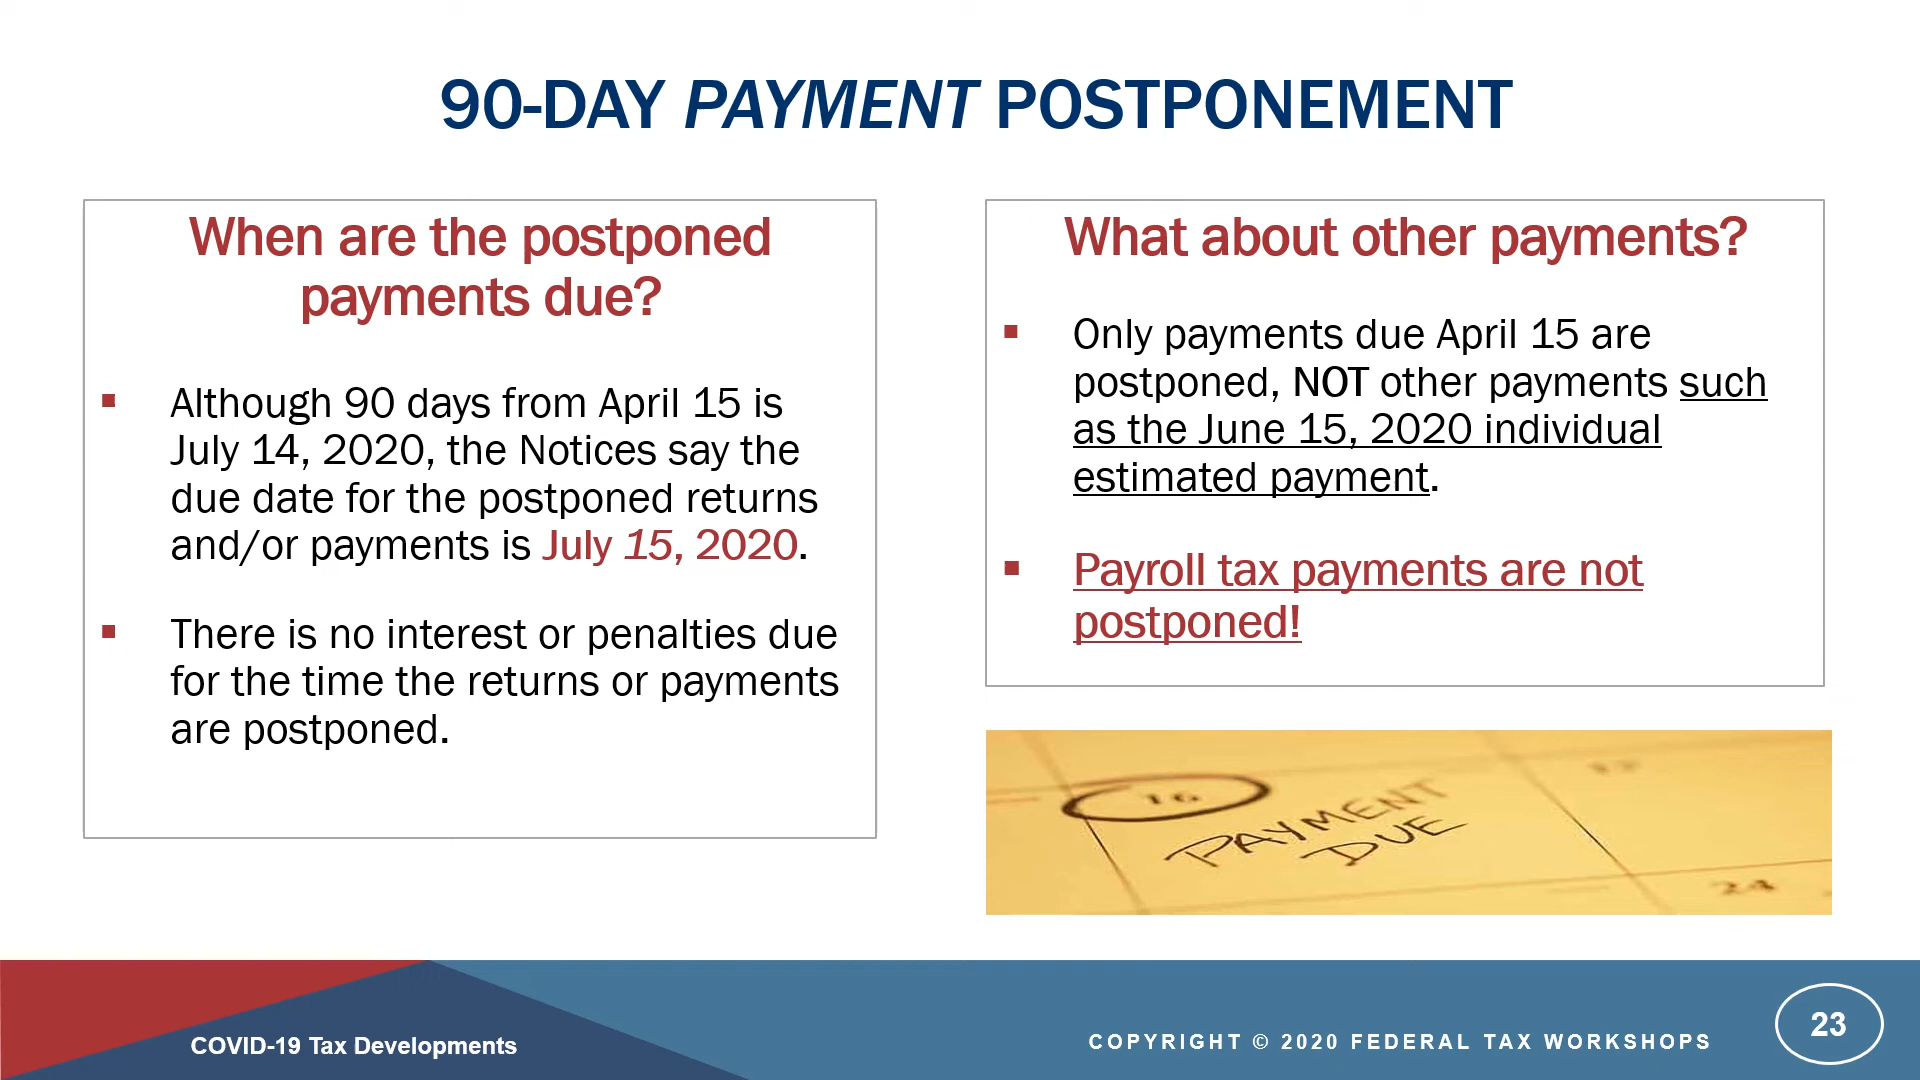 90-DAY PAYMENT POSTPONEMENT
When are the postponed
payments due?
▪ Although 90 days from April 15 is
July 14, 2020, the Notices say the
due date for the postponed returns
and/or payments is July 15, 2020.
▪ There is no interest or penalties due
for the time the returns or payments
are postponed.
What about other payments?
▪ Only payments due April 15 are
postponed, NOT other payments such
as the June 15, 2020 individual
estimated payment.
▪ Payroll tax payments are not
postponed!
16
PAYMENT
DUE
24
COVID-19 Tax Developments
COPYRIGHT © 2020 FEDERAL TAX WORKSHOPS
23